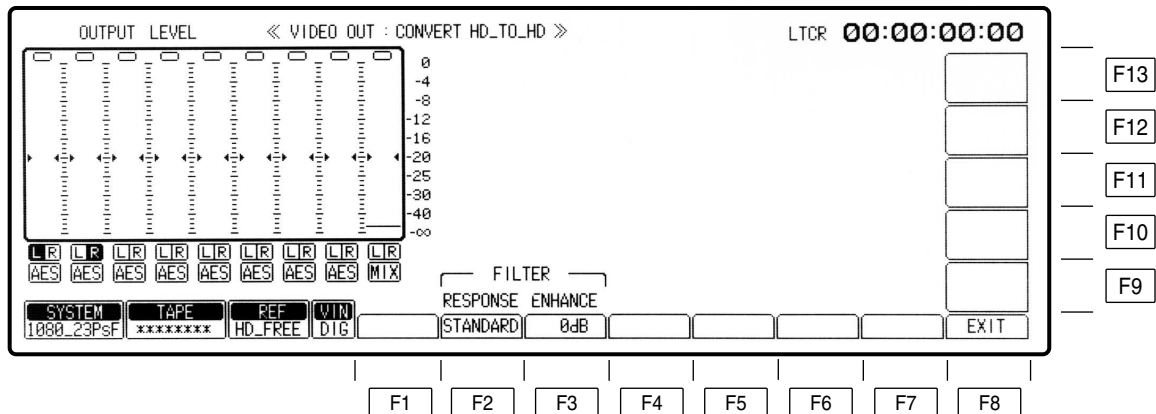 OUTPUT LEVEL
≪ VIDEO OUT : CONVERT HD_TO_HD ≫
LTCR 00:00:00:00
0
-4
-8
-12
-16
-20
-25
-30
-40
-∞
L R L R L R L R L R L R L R L R L R
AES AES AES AES AES AES AES AES MIX
FILTER
RESPONSE ENHANCE
SYSTEM TAPE REF VIN
1080_23PsF ******** HD_FREE DIG STANDARD 0dB EXIT
F13
F12
F11
F10
F9
F1 F2 F3 F4 F5 F6 F7 F8